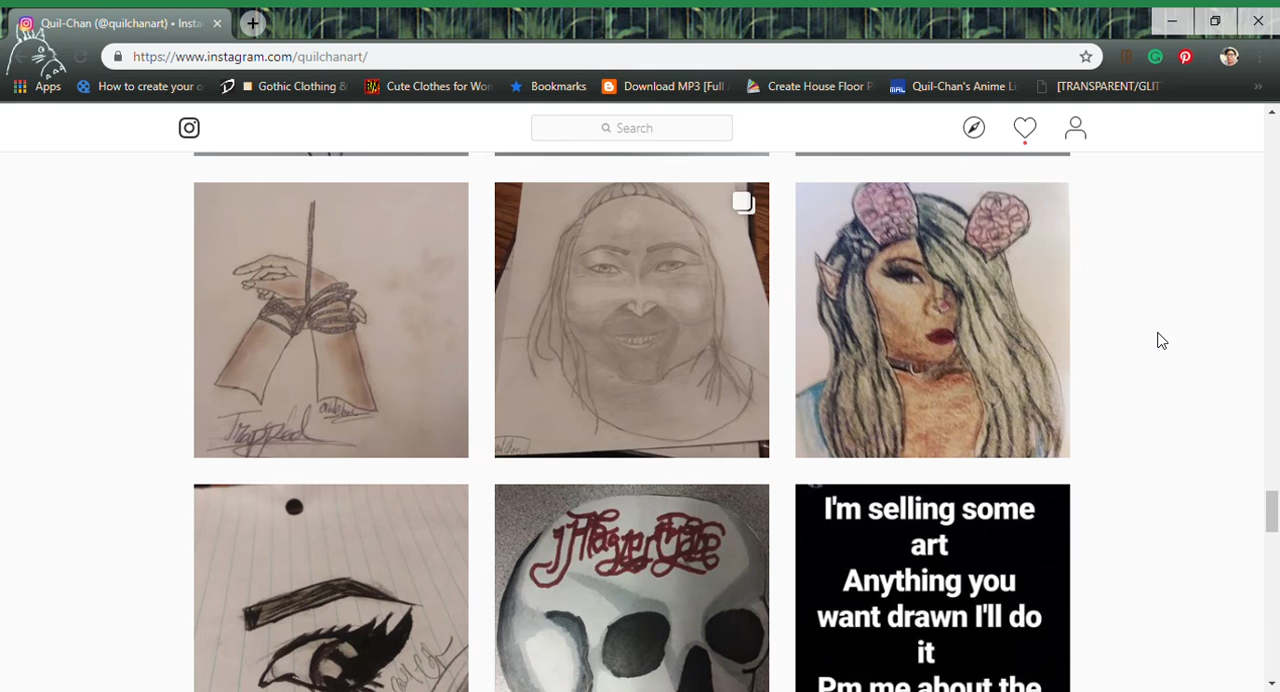 Quil-Chan (@quilchanart) • Insta
https://www.instagram.com/quilchanart/
Apps
How to create your o
Gothic Clothing &
Cute Clothes for Wor
Bookmarks
Download MP3 [Full
Create House Floor P
Quil-Chan's Anime Li
[TRANSPARENT/GLIT
Search
Trapped
I'm selling some
art
Anything you
want drawn I'll do
it
Pm me about the